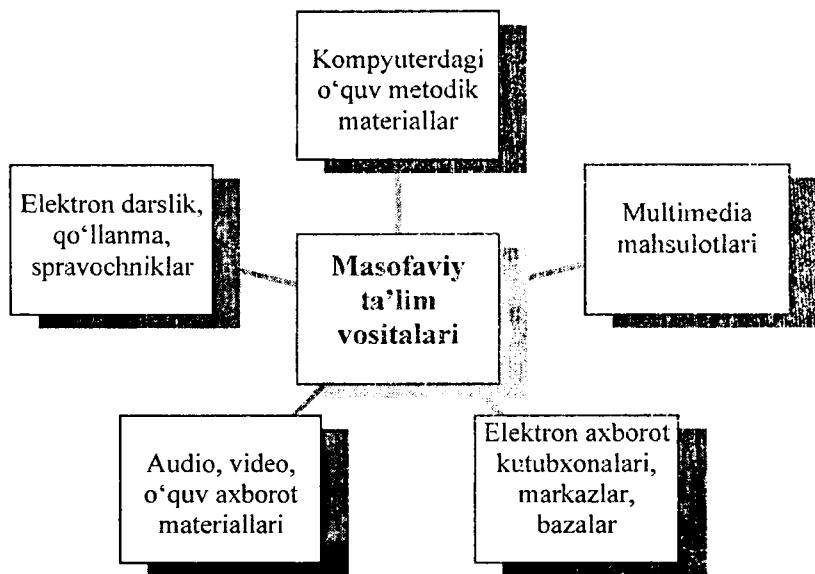 Kompyuterdagi
o‘quv metodik
materiallar
Elektron darslik,
qo‘llanma,
spravochniklar
Multimedia
mahsulotlari
Masofaviy
ta’lim
vositalari
Audio, video,
o‘quv axborot
materiallari
Elektron axborot
kutubxonalari,
markazlar,
bazalar